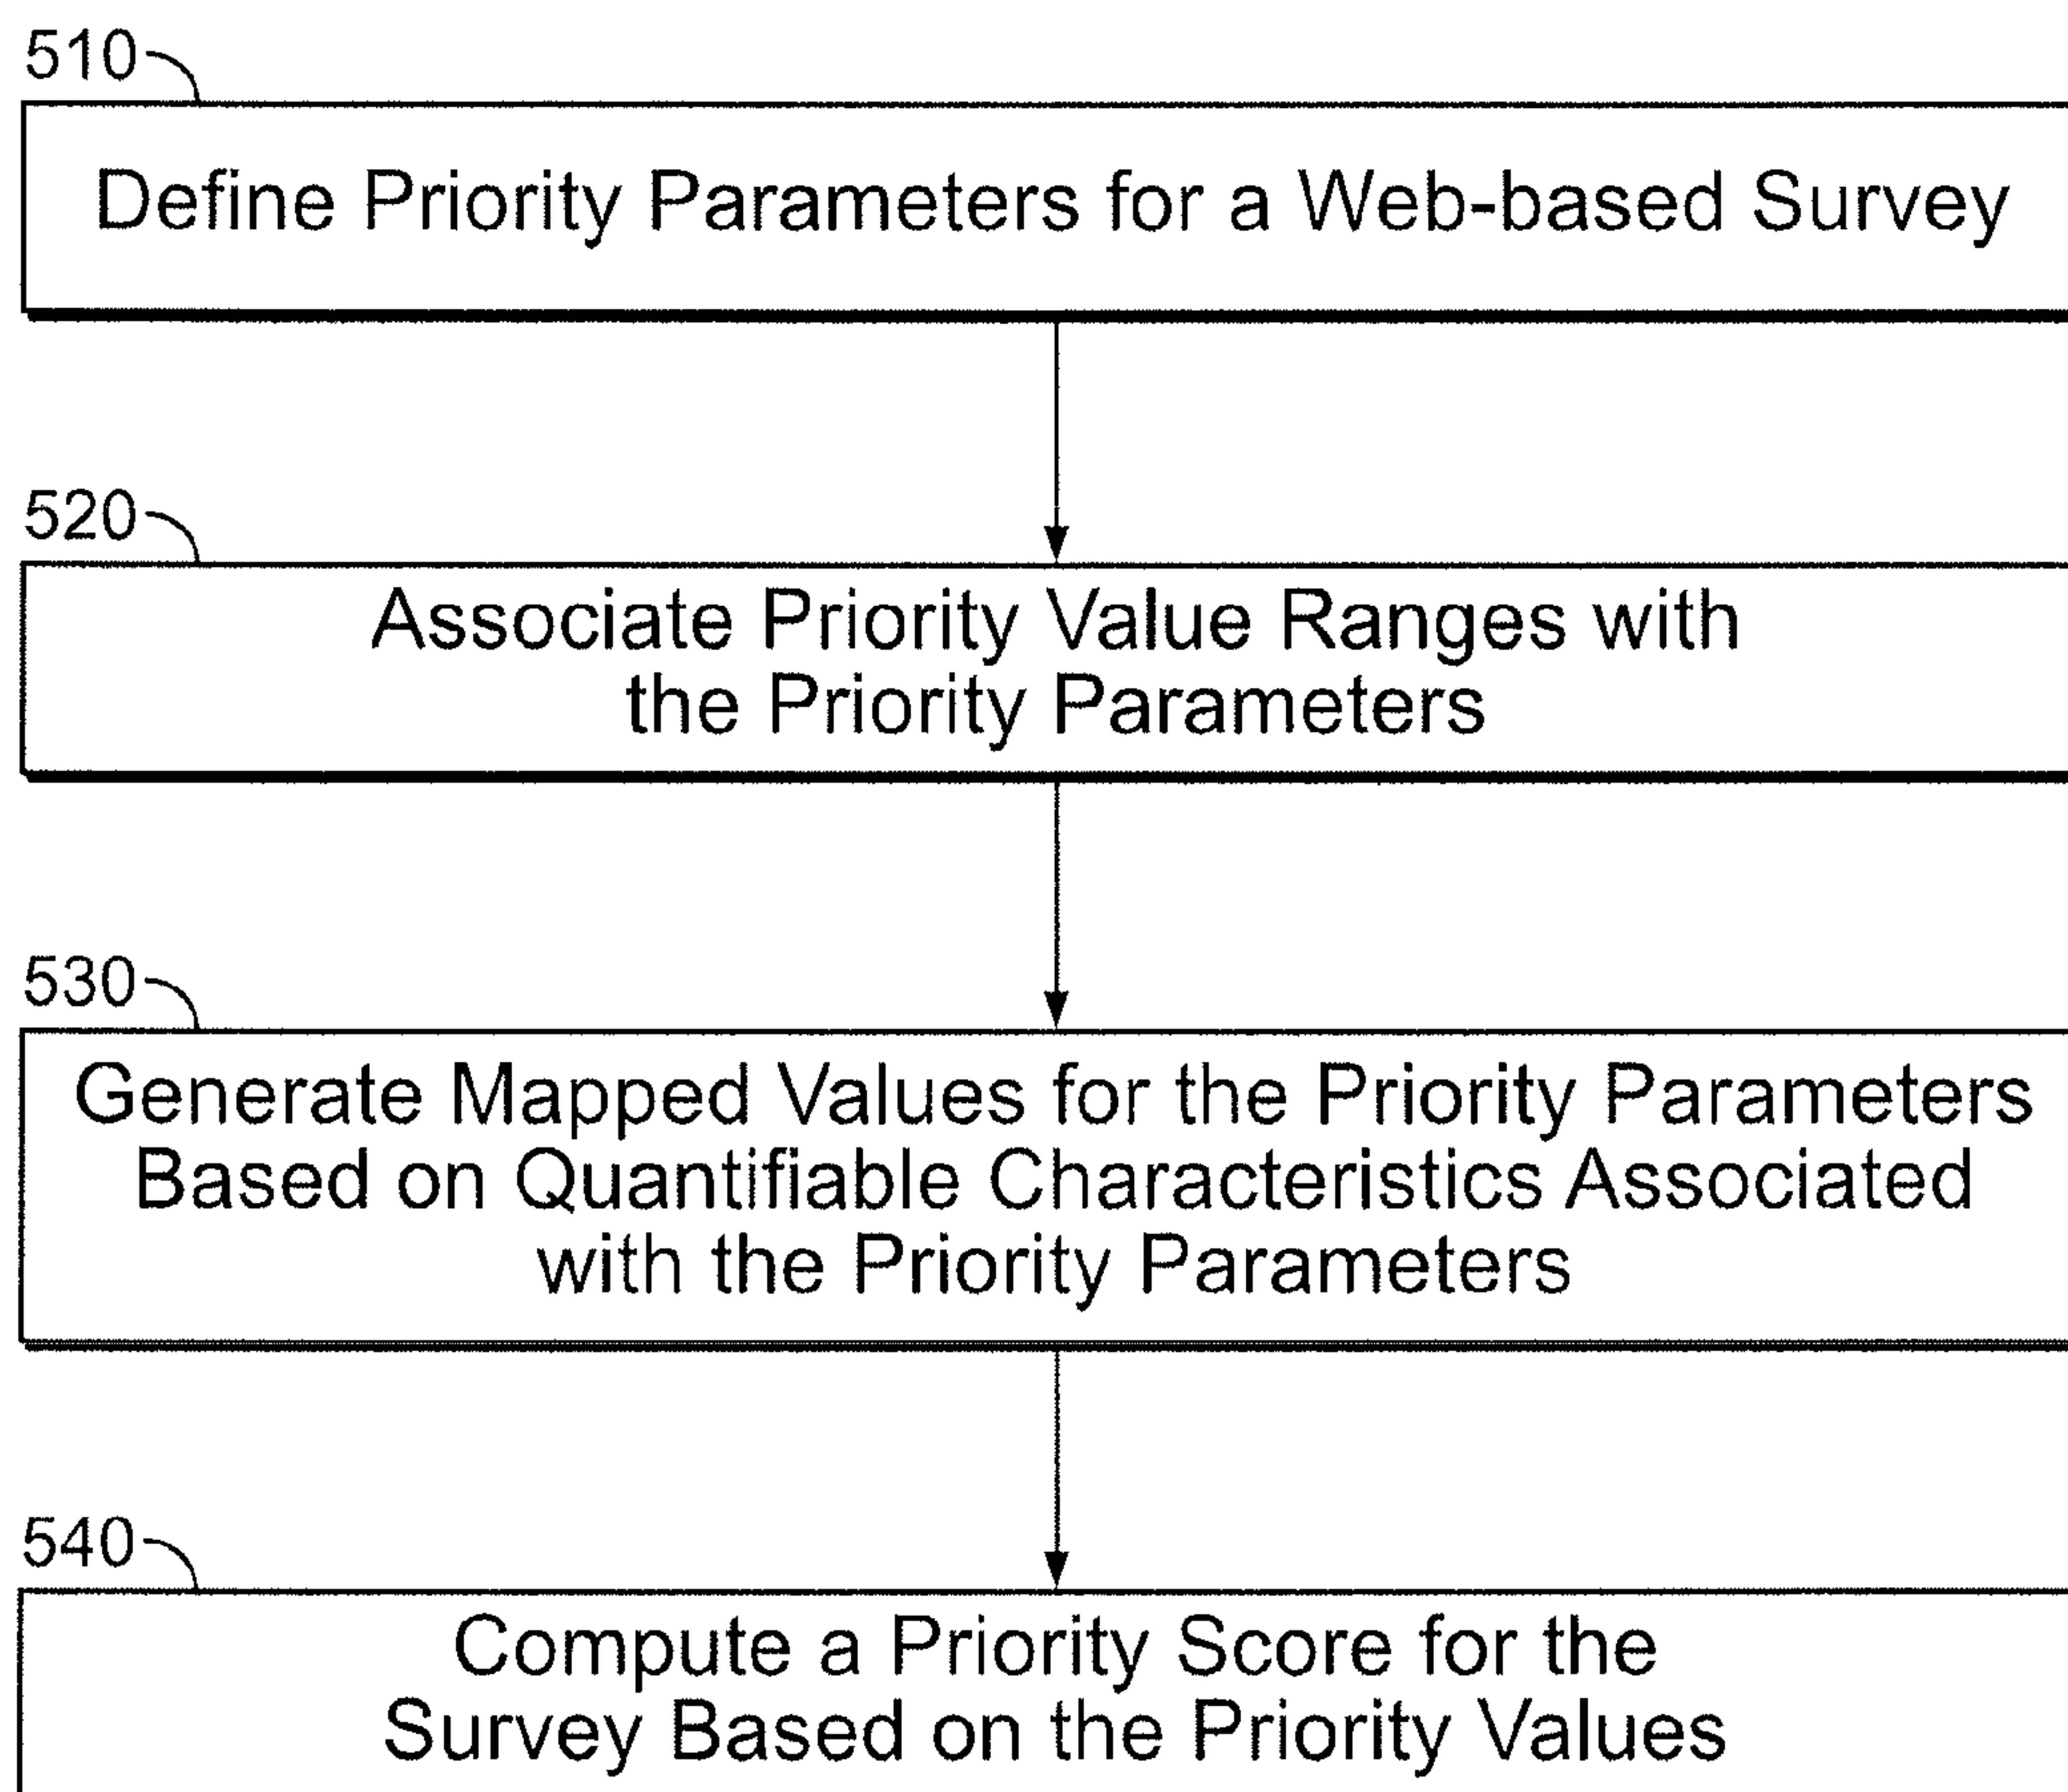 510
Define Priority Parameters for a Web-based Survey
520
Associate Priority Value Ranges with
the Priority Parameters
530
Generate Mapped Values for the Priority Parameters
Based on Quantifiable Characteristics Associated
with the Priority Parameters
540
Compute a Priority Score for the
Survey Based on the Priority Values